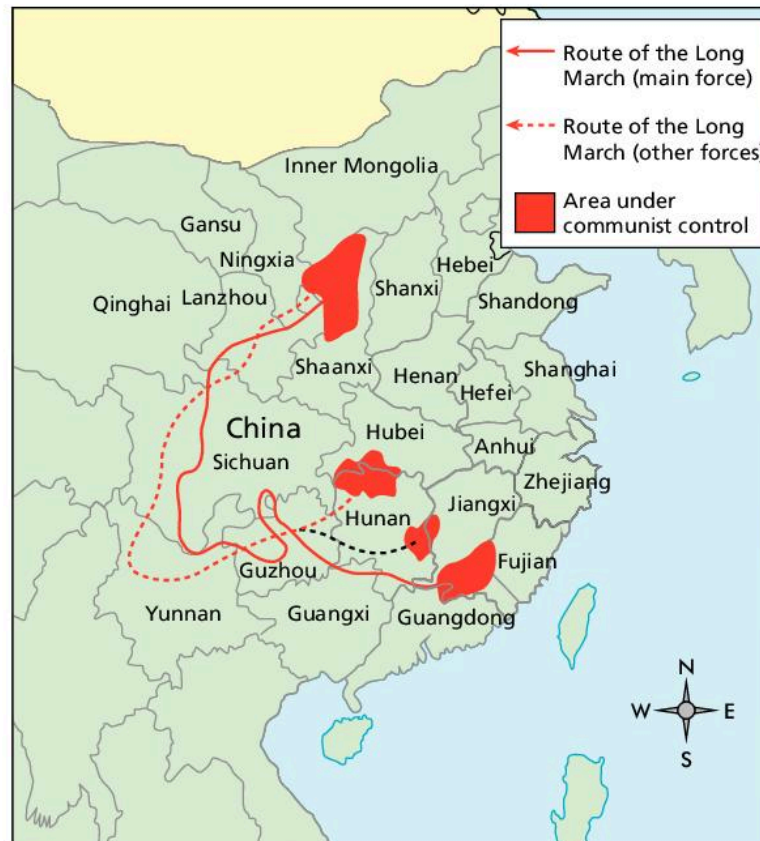 Route of the Long
March (main force)
Route of the Long
March (other forces)
Area under
communist control
Inner Mongolia
Gansu
Ningxia
Hebei
Qinghai
Lanzhou
Shanxi
Shandong
Shaanxi
Henan
Shanghai
Hefei
China
Hubei
Anhui
Sichuan
Zhejiang
Jiangxi
Hunan
Fujian
Guzhou
Yunnan
Guangxi
Guangdong
N
W
E
S